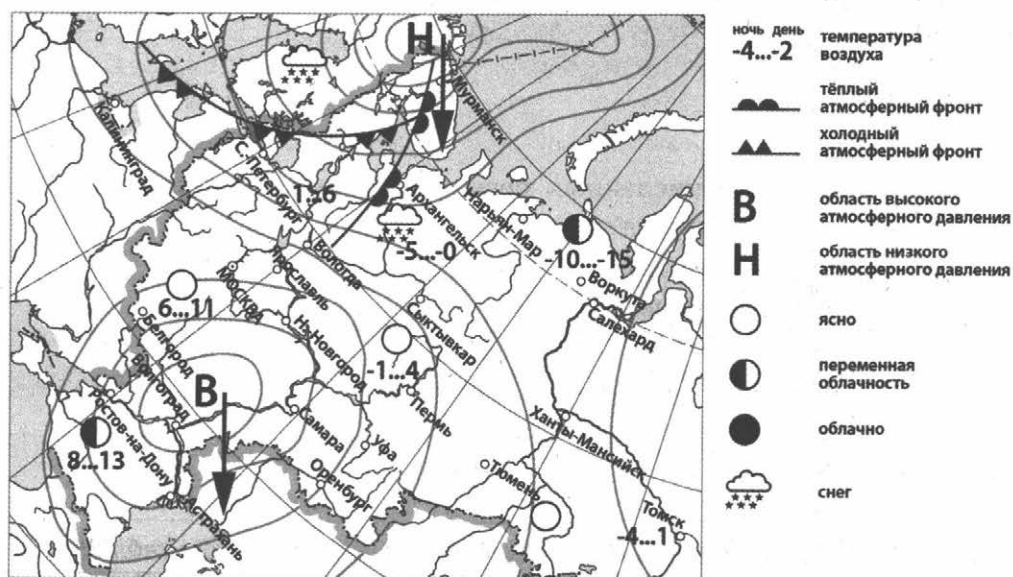 Н
Мурманск
Калининград
С.-Петербург
1...6
Архангельск
-5...-0
Нарьян-Мар
-10...-15
Воркута
Салехард
Вологда
Ярославль
Москва
6...11
Н.-Новгород
Сыктывкар
-1...4
Белгород
Волгоград
В
Самара
Пермь
Уфа
Ростов-на-Дону
8...13
Оренбург
Астрахань
Ханты-Мансийск
Тюмень
Томск
-4...1
ночь день
-4...-2
температура
воздуха
тёплый
атмосферный фронт
холодный
атмосферный фронт
В
область высокого
атмосферного давления
Н
область низкого
атмосферного давления
ясно
переменная
облачность
облачно
снег